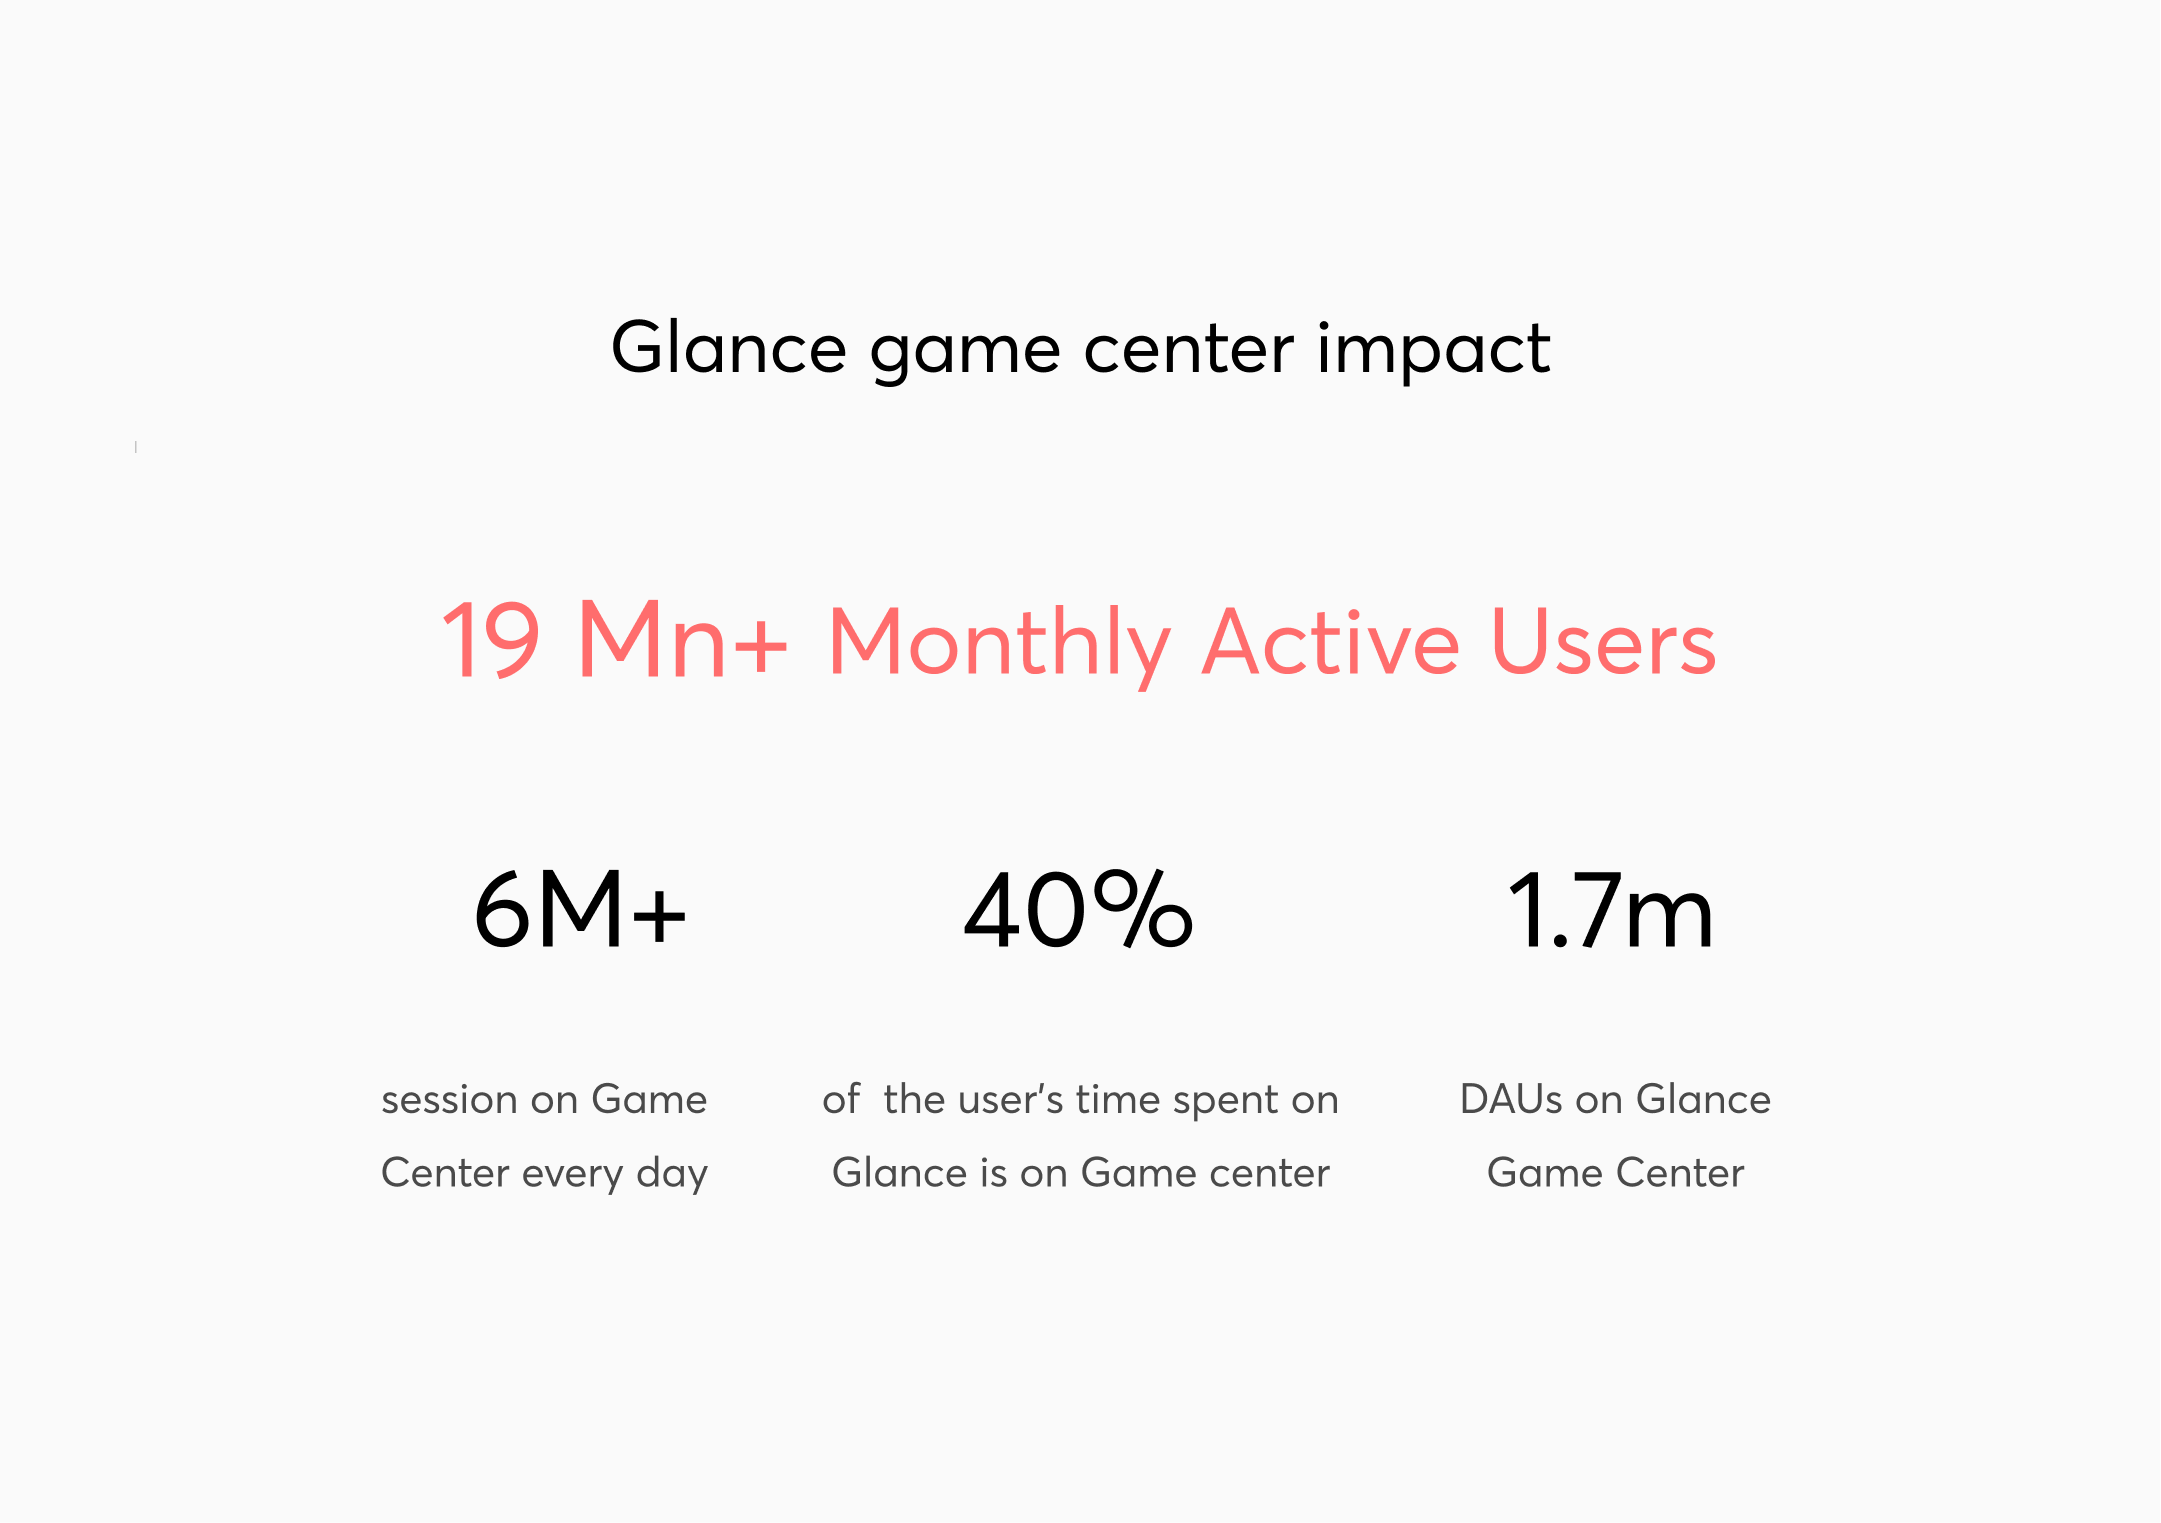 Glance game center impact
19 Mn+ Monthly Active Users
6M+
session on Game
Center every day
40%
of  the user's time spent on
Glance is on Game center
1.7m
DAUs on Glance
Game Center